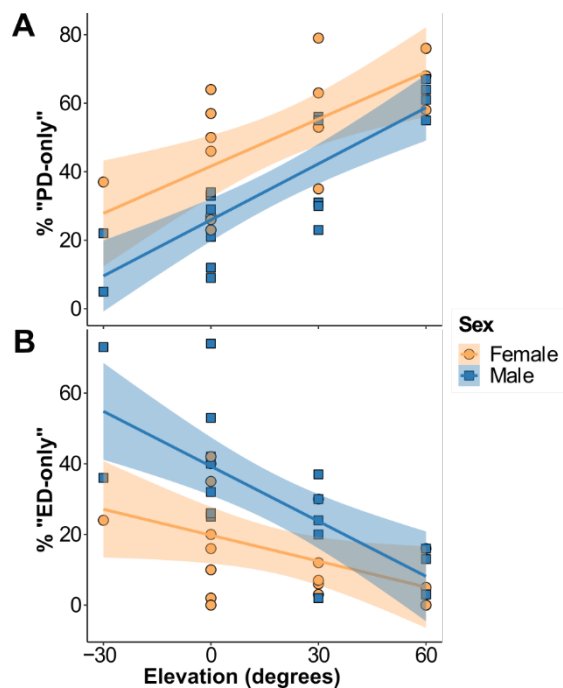 A
80
60
40
20
0
% "PD-only"
B
60
40
20
0
% "ED-only"
−30
0
30
60
Elevation (degrees)
Sex
Female
Male